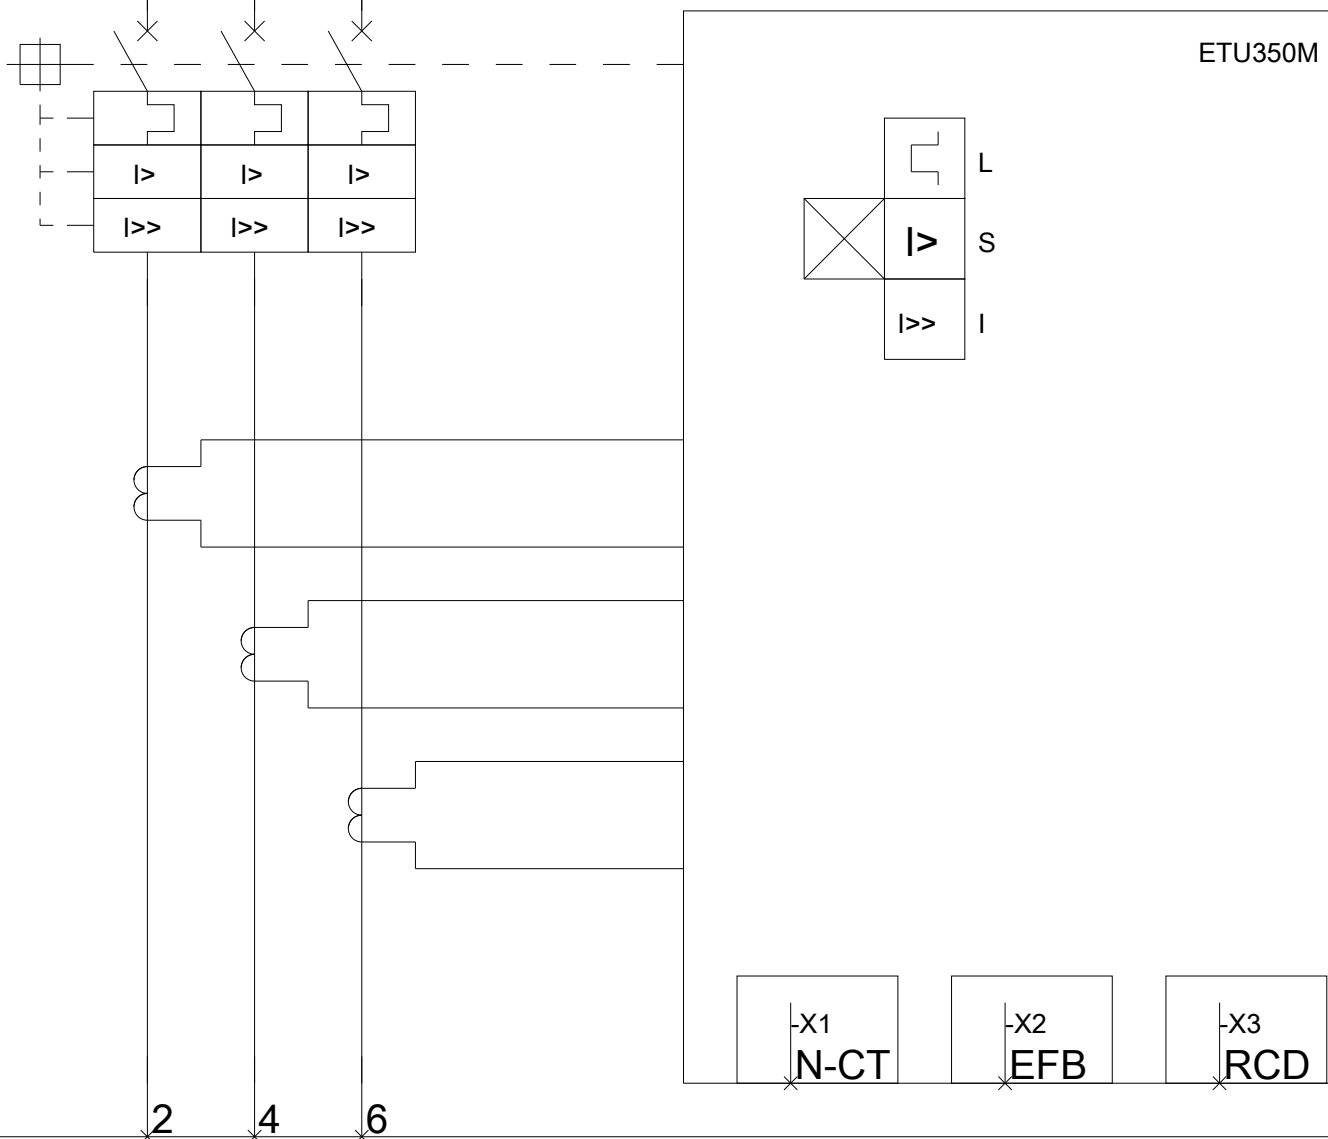 ETU350M
L
I> I> I>
I>> I>> I>>
I> S
I>> I
-X1 -X2 -X3
N-CT EFB RCD
2 4 6